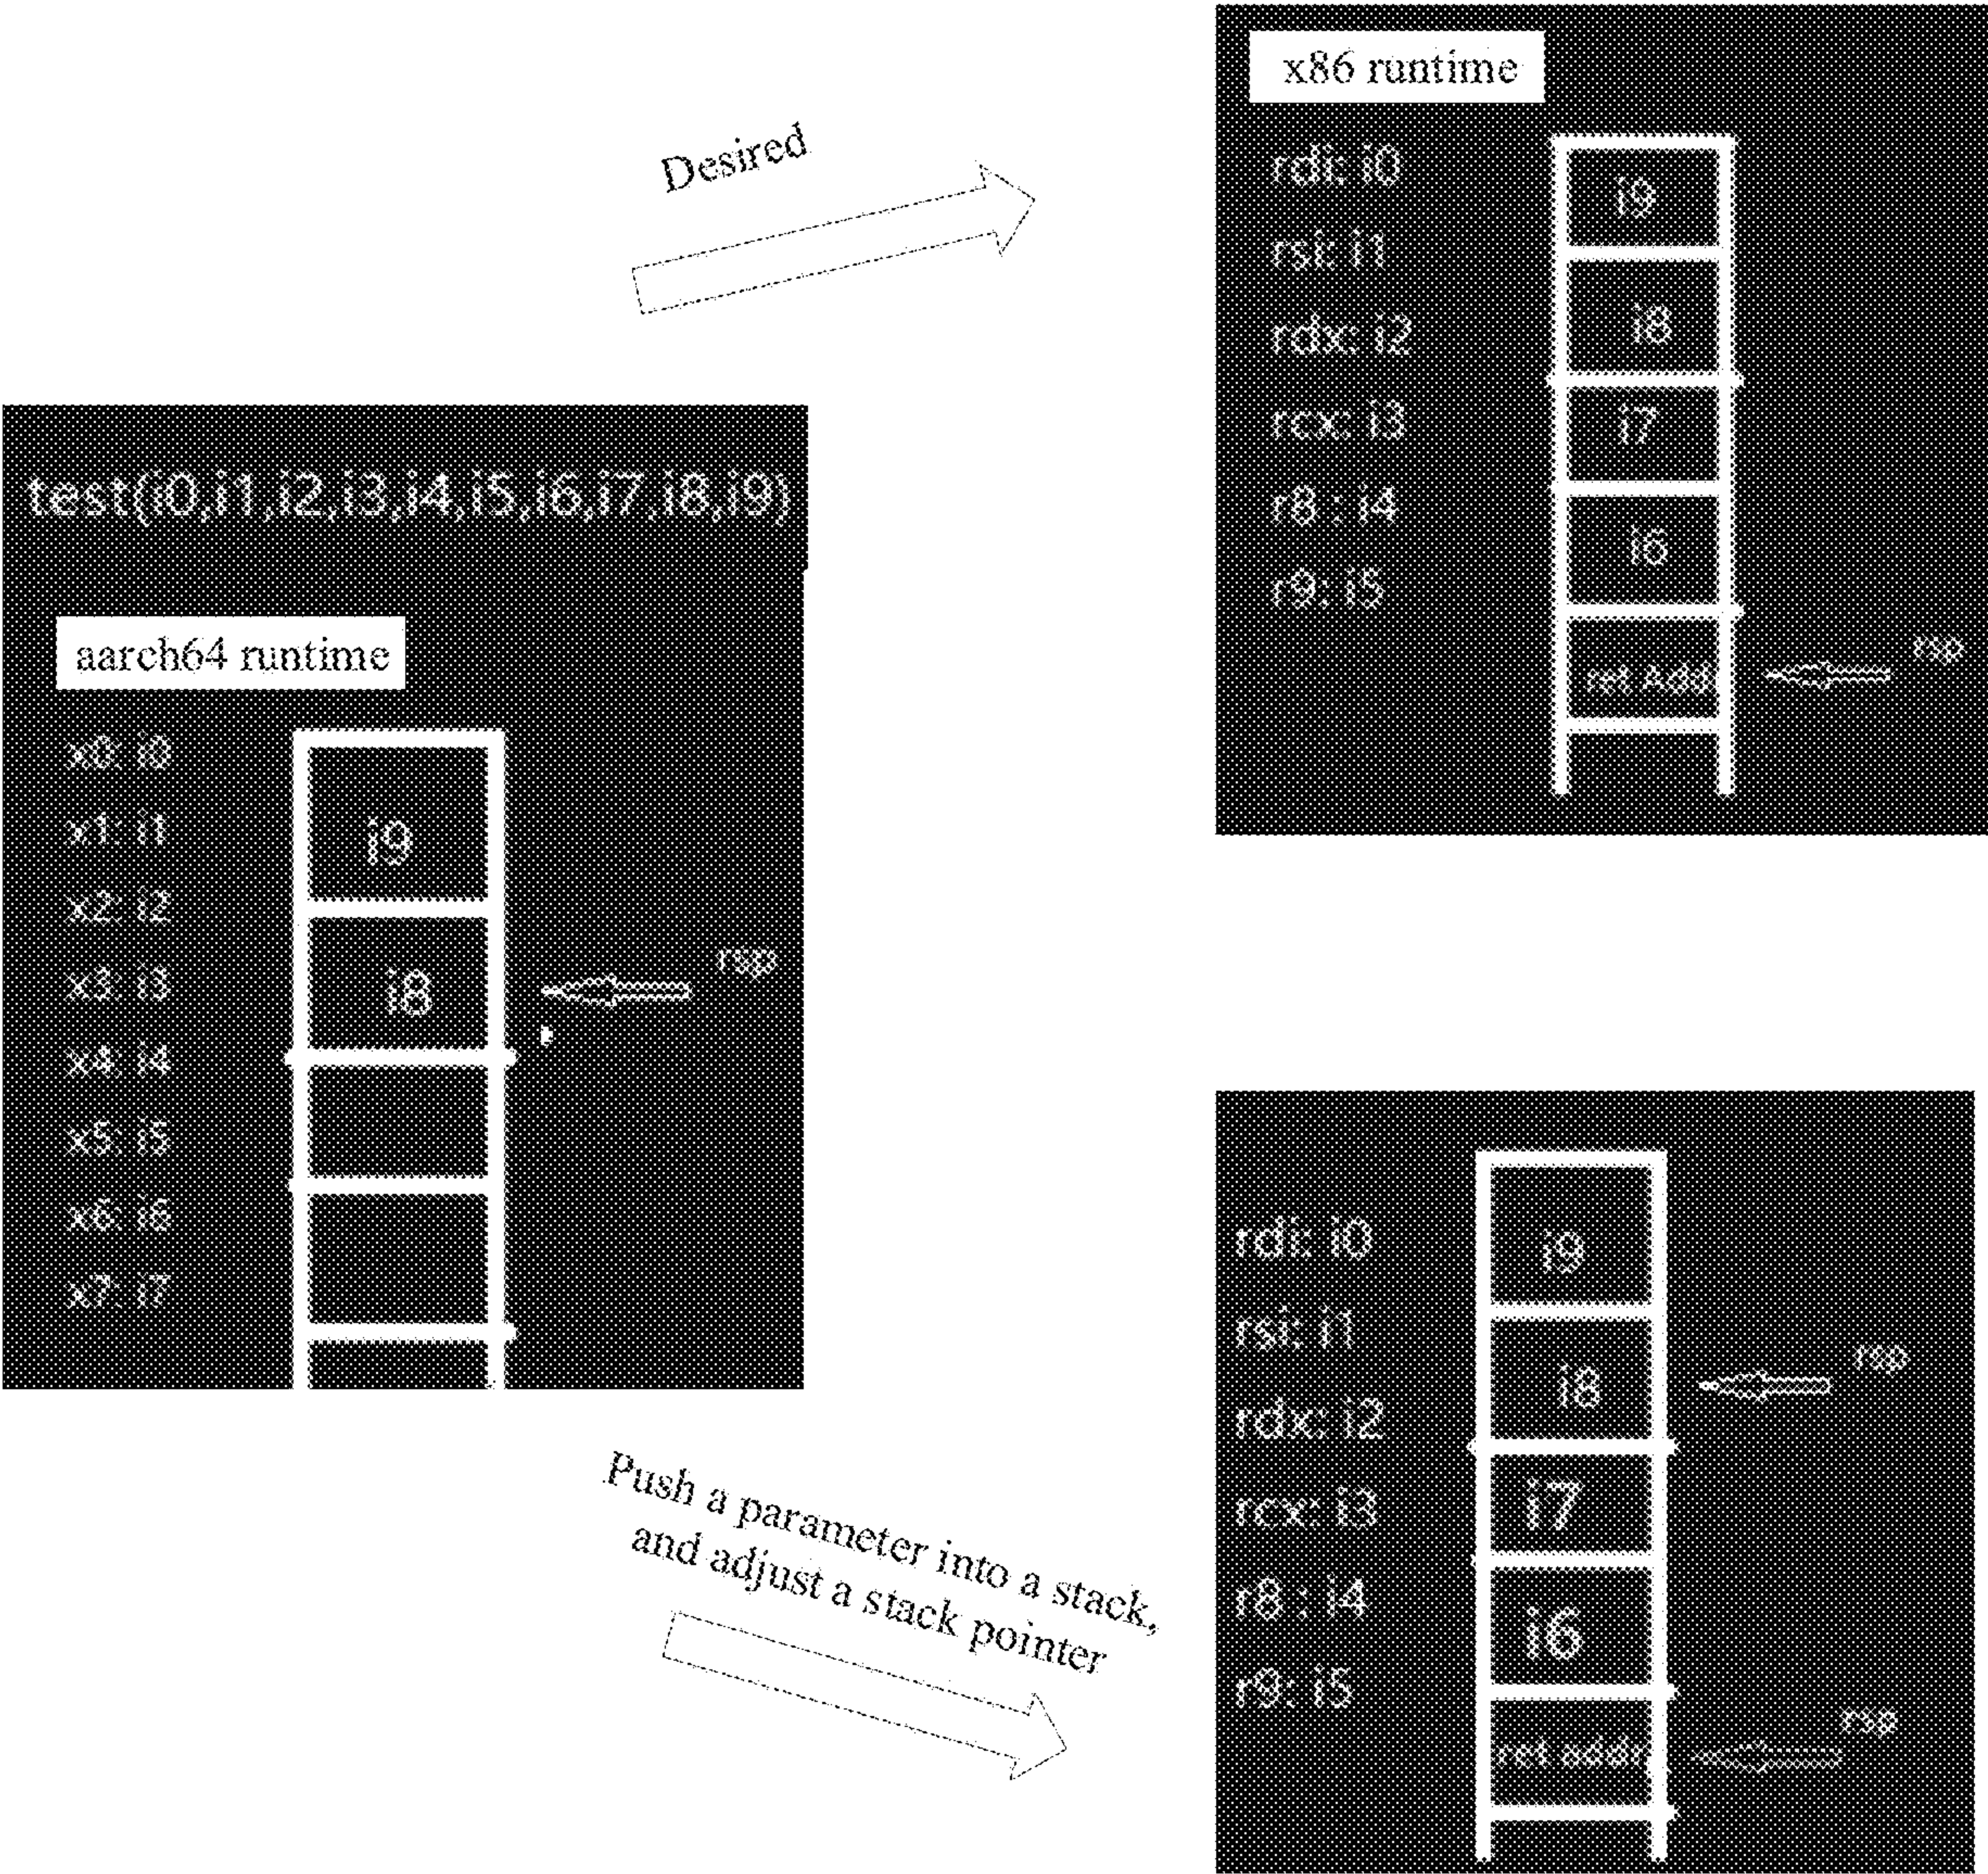 Desired
x86 runtime
rdi: i0
rsi: i1
rdx: i2
rcx: i3
r8 : i4
r9: i5
i9
i8
i7
i6
ret Add
rsp
test(i0,i1,i2,i3,i4,i5,i6,i7,i8,i9)
aarch64 runtime
x0: i0
x1: i1
x2: i2
x3: i3
x4: i4
x5: i5
x6: i6
x7: i7
i9
i8
rsp
Push a parameter into a stack,
and adjust a stack pointer
rdi: i0
rsi: i1
rdx: i2
rcx: i3
r8 : i4
r9: i5
i9
i8
i7
i6
ret addr
rsp
rsp